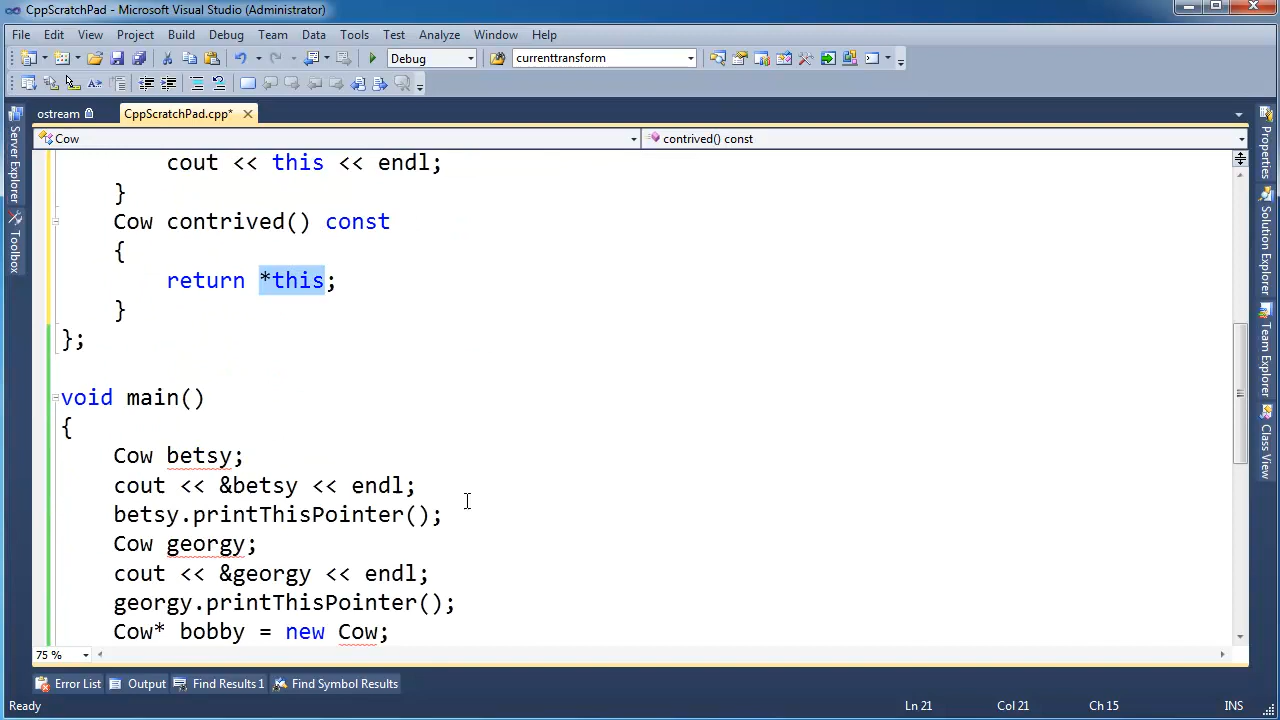 CppScratchPad - Microsoft Visual Studio (Administrator)
File Edit View Project Build Debug Team Data Tools Test Analyze Window Help
Debug currenttransform
ostream CppScratchPad.cpp*
Cow contrived() const
cout << this << endl;
}
Cow contrived() const
{
return *this;
}
};
void main()
{
Cow betsy;
cout << &betsy << endl;
betsy.printThisPointer();
Cow georgy;
cout << &georgy << endl;
georgy.printThisPointer();
Cow* bobby = new Cow;
75 %
Error List Output Find Results 1 Find Symbol Results
Ready Ln 21 Col 21 Ch 15 INS
Server Explorer
Toolbox
Properties
Solution Explorer
Team Explorer
Class View